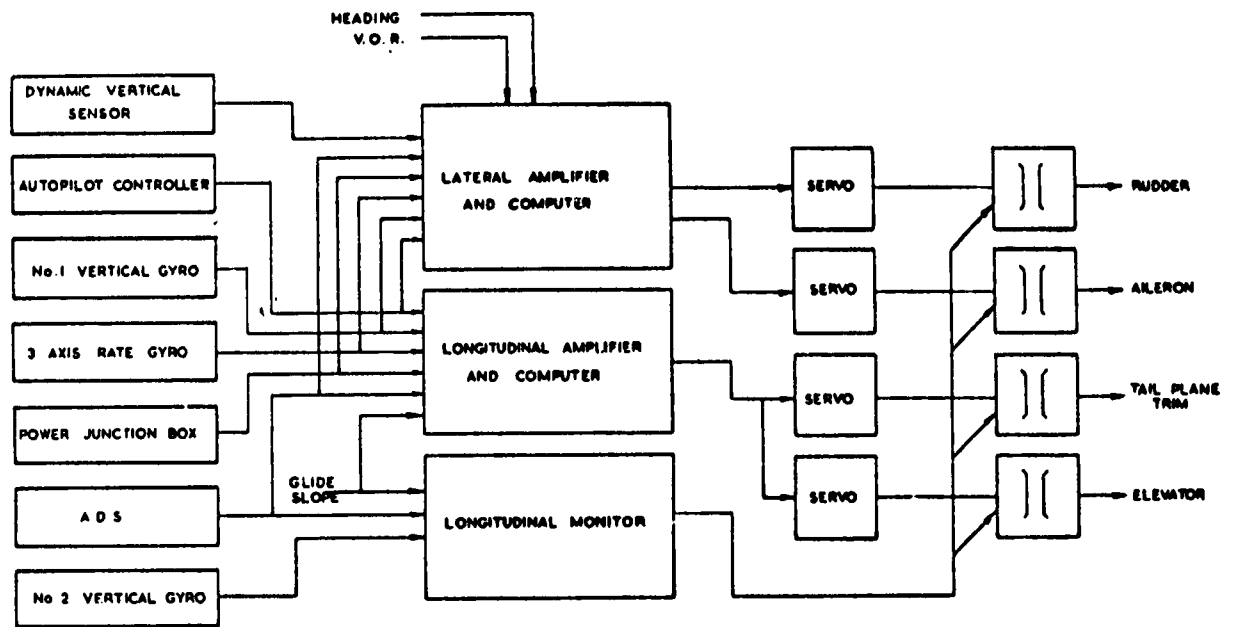 HEADING
V.O.R.
DYNAMIC VERTICAL
SENSOR
AUTOPILOT CONTROLLER
No.1 VERTICAL GYRO
3 AXIS RATE GYRO
POWER JUNCTION BOX
A D S
No 2 VERTICAL GYRO
GLIDE
SLOPE
LATERAL AMPLIFIER
AND COMPUTER
LONGITUDINAL AMPLIFIER
AND COMPUTER
LONGITUDINAL MONITOR
SERVO
SERVO
SERVO
SERVO
RUDDER
AILERON
TAIL PLANE
TRIM
ELEVATOR